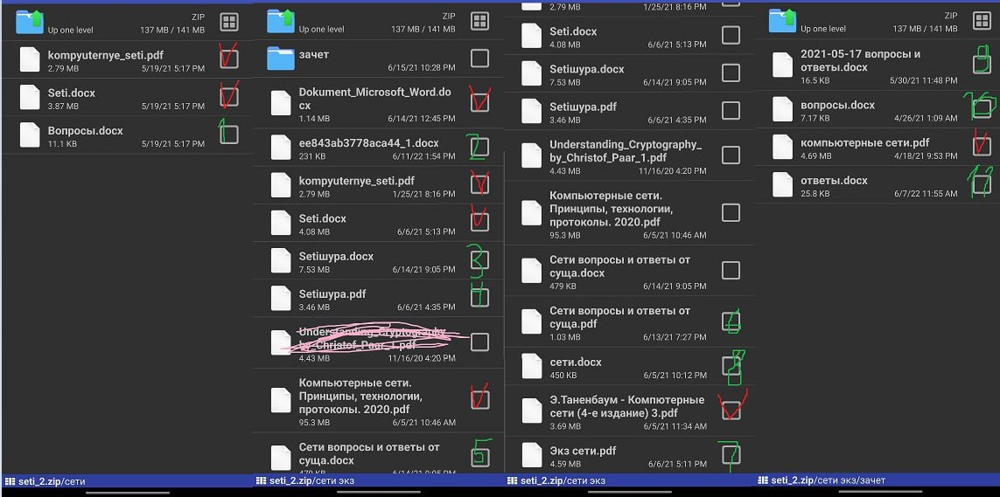 ZIP
Up one level 137 MB / 141 MB
kompyuternye_seti.pdf
2.79 MB 5/19/21 5:17 PM
Seti.docx
3.87 MB 5/19/21 5:17 PM
Вопросы.docx
11.1 KB 5/19/21 5:17 PM
1
seti_2.zip/сети
ZIP
Up one level 137 MB / 141 MB
зачет
6/15/21 10:28 PM
Dokument_Microsoft_Word.do
cx
1.14 MB 6/14/21 12:45 PM
ee843ab3778aca44_1.docx
231 KB 6/11/22 1:54 PM
2
kompyuternye_seti.pdf
2.79 MB 1/25/21 8:16 PM
Seti.docx
4.08 MB 6/6/21 5:13 PM
Setiшура.docx
7.53 MB 6/14/21 9:05 PM
3
Setiшура.pdf
3.46 MB 6/6/21 4:35 PM
4
Understanding_Cryptography_
by_Christof_Paar_1.pdf
4.43 MB 11/16/20 4:20 PM
Компьютерные сети.
Принципы, технологии,
протоколы. 2020.pdf
95.3 MB 6/5/21 10:46 AM
Сети вопросы и ответы от
суща.docx
479 KB 6/14/21 9:05 PM
5
seti_2.zip/сети экз
2.79 MB 1/25/21 8:16 PM
Seti.docx
4.08 MB 6/6/21 5:13 PM
Setiшура.docx
7.53 MB 6/14/21 9:05 PM
Setiшура.pdf
3.46 MB 6/6/21 4:35 PM
Understanding_Cryptography_
by_Christof_Paar_1.pdf
4.43 MB 11/16/20 4:20 PM
Компьютерные сети.
Принципы, технологии,
протоколы. 2020.pdf
95.3 MB 6/5/21 10:46 AM
Сети вопросы и ответы от
суща.docx
479 KB 6/14/21 9:05 PM
Сети вопросы и ответы от
суща.pdf
1.03 MB 6/13/21 7:27 PM
6
сети.docx
450 KB 6/5/21 10:12 PM
Э.Таненбаум - Компютерные
сети (4-е издание) 3.pdf
3.69 MB 6/5/21 11:34 AM
Экз сети.pdf
4.59 MB 6/6/21 5:11 PM
7
seti_2.zip/сети экз
ZIP
Up one level 137 MB / 141 MB
2021-05-17 вопросы и
ответы.docx
16.5 KB 5/30/21 11:48 PM
9
вопросы.docx
7.17 KB 4/26/21 1:09 AM
10
компьютерные сети.pdf
4.69 MB 4/18/21 9:53 PM
ответы.docx
25.8 KB 6/7/22 11:55 AM
11
seti_2.zip/сети экз/зачет